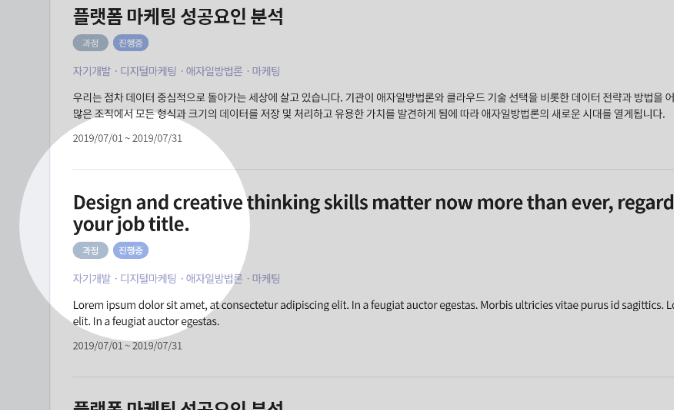 플랫폼 마케팅 성공요인 분석
과정 진행중
자기개발 · 디지털마케팅 · 애자일방법론 · 마케팅
우리는 점차 데이터 중심적으로 돌아가는 세상에 살고 있습니다. 기관이 애자일방법론와 클라우드 기술 선택을 비롯한 데이터 전략과 방법을
많은 조직에서 모든 형식과 크기의 데이터를 저장 및 처리하고 유용한 가치를 발견하게 됨에 따라 애자일방법론의 새로운 시대를 열게됩니다.
2019/07/01 ~ 2019/07/31
Design and creative thinking skills matter now more than ever, regard
your job title.
과정 진행중
자기개발 · 디지털마케팅 · 애자일방법론 · 마케팅
Lorem ipsum dolor sit amet, at consectetur adipiscing elit. In a feugiat auctor egestas. Morbis ultricies vitae purus id sagittics.
elit. In a feugiat auctor egestas.
2019/07/01 ~ 2019/07/31
플랫폼 마케팅 성공요인 분석